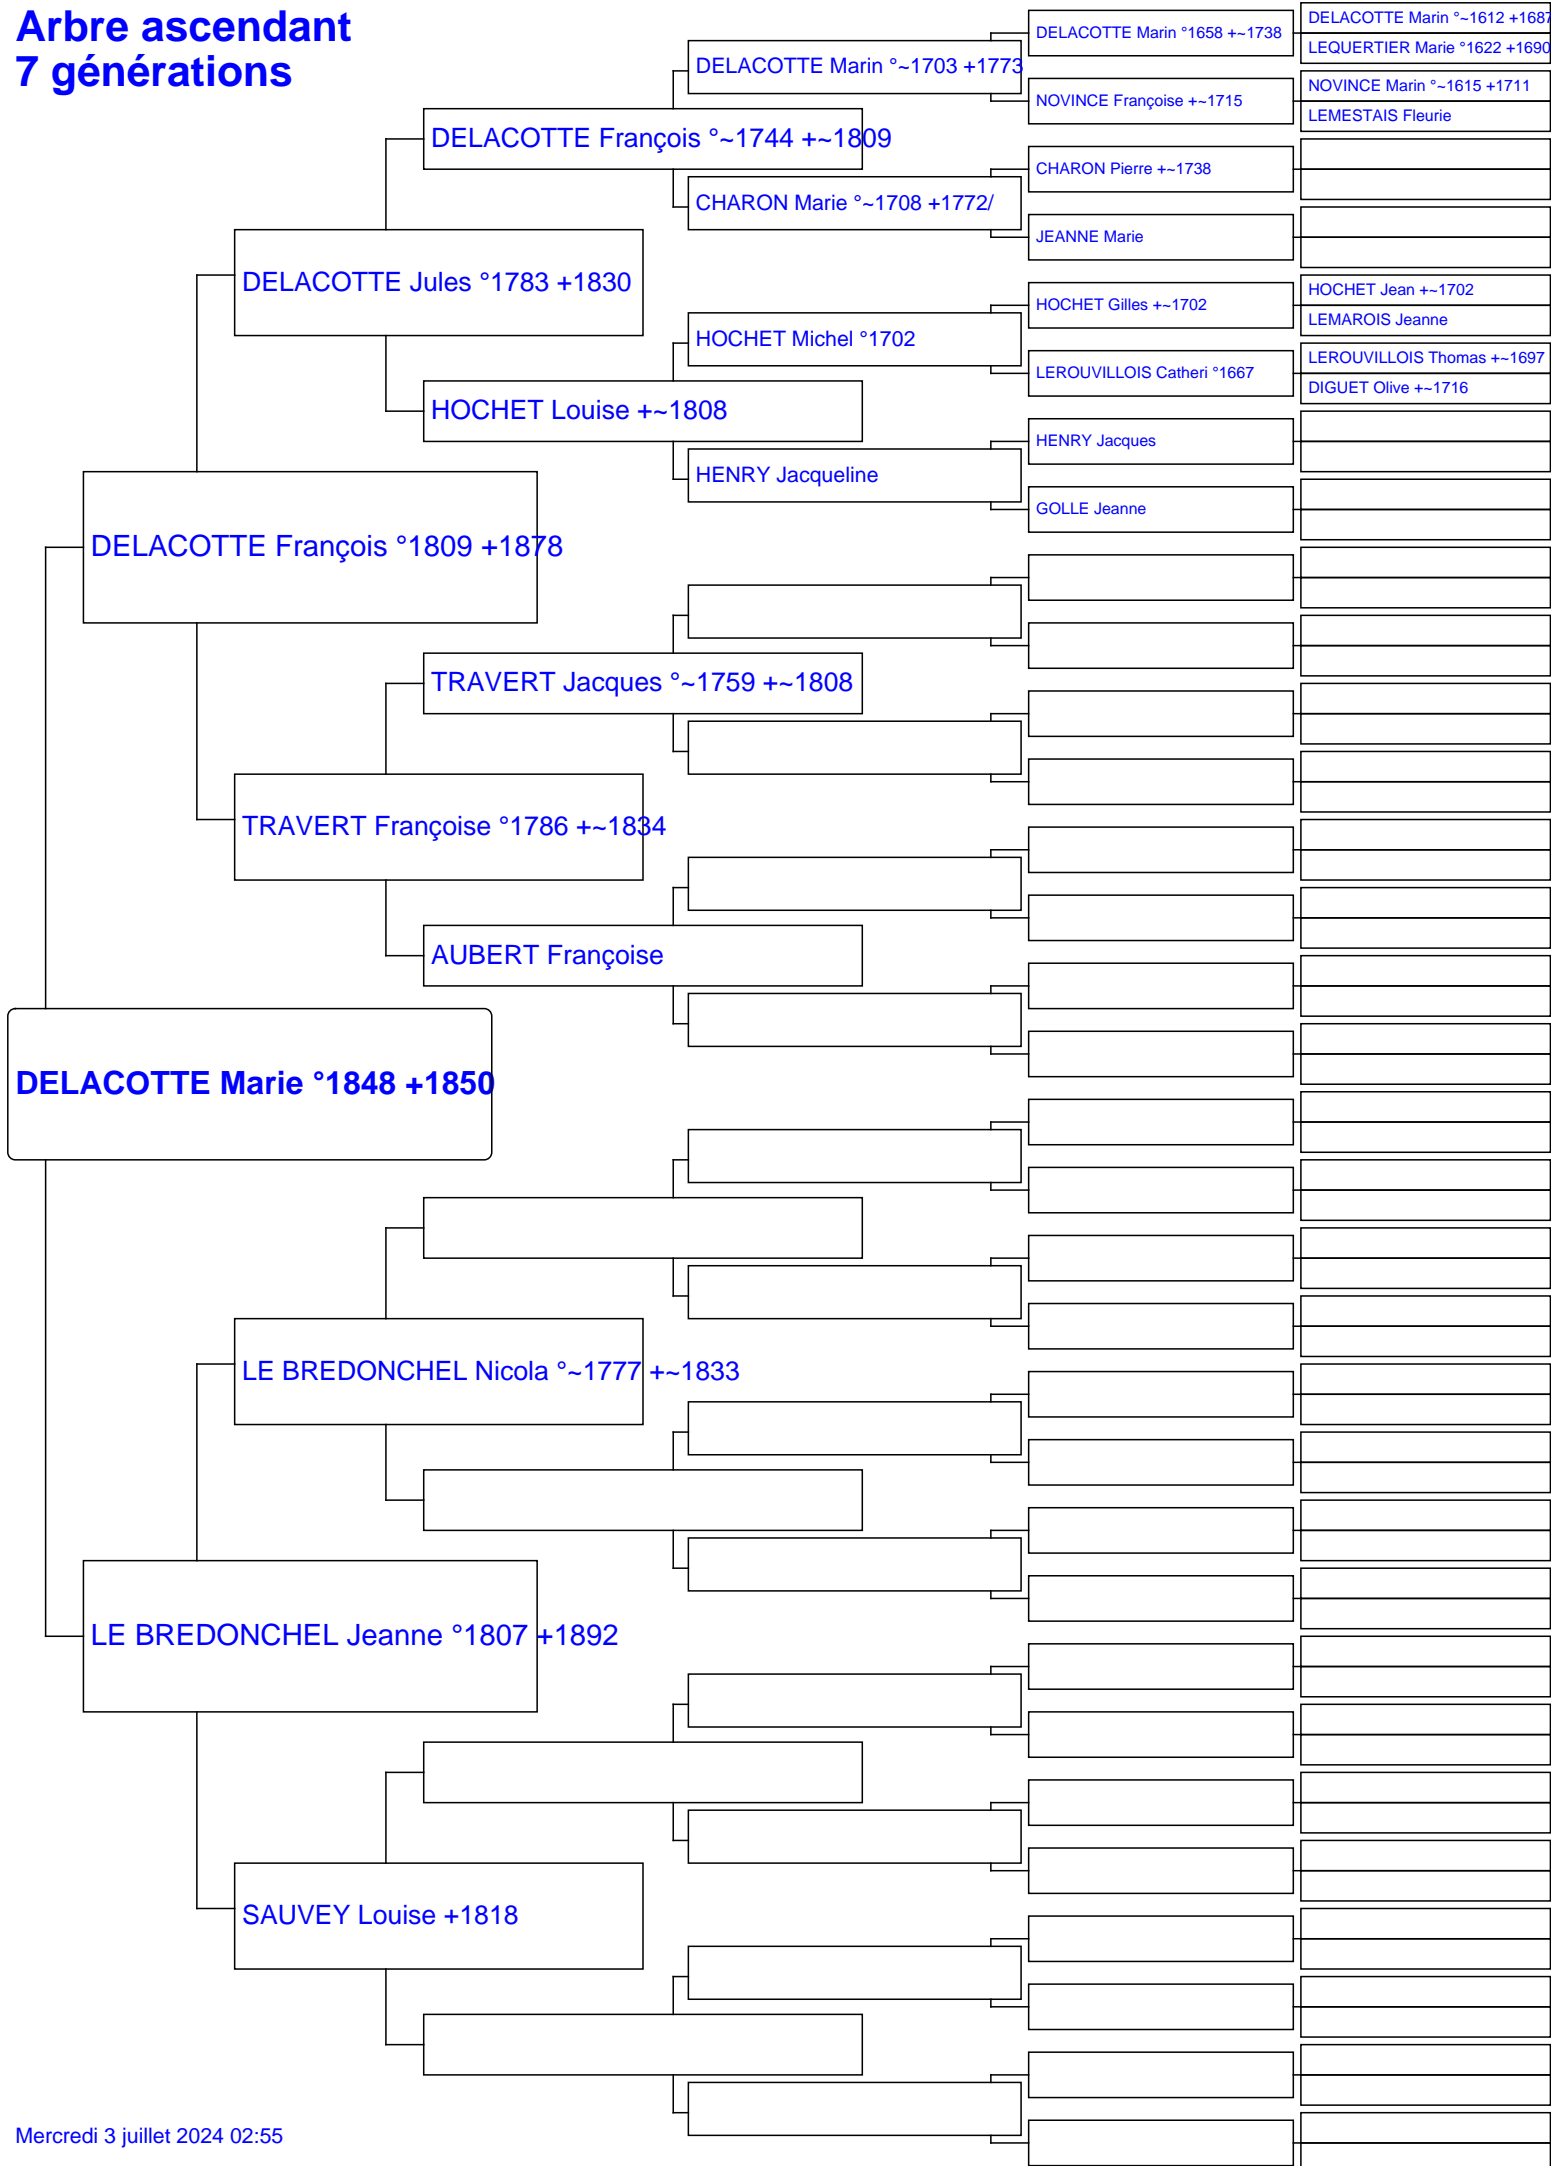 Arbre ascendant
7 générations
DELACOTTE Marin °~1612 +1687
DELACOTTE Marin °1658 +~1738
LEQUERTIER Marie °1622 +1690
DELACOTTE Marin °~1703 +1773
NOVINCE Marin °~1615 +1711
NOVINCE Françoise +~1715
LEMESTAIS Fleurie
DELACOTTE François °~1744 +~1809
CHARON Pierre +~1738
CHARON Marie °~1708 +1772/
JEANNE Marie
DELACOTTE Jules °1783 +1830
HOCHET Jean +~1702
HOCHET Gilles +~1702
LEMAROIS Jeanne
HOCHET Michel °1702
LEROUVILLOIS Thomas +~1697
LEROUVILLOIS Catheri °1667
DIGUET Olive +~1716
HOCHET Louise +~1808
HENRY Jacques
HENRY Jacqueline
GOLLE Jeanne
DELACOTTE François °1809 +1878
TRAVERT Jacques °~1759 +~1808
TRAVERT Françoise °1786 +~1834
AUBERT Françoise
DELACOTTE Marie °1848 +1850
LE BREDONCHEL Nicola °~1777 +~1833
LE BREDONCHEL Jeanne °1807 +1892
SAUVEY Louise +1818
Mercredi 3 juillet 2024 02:55